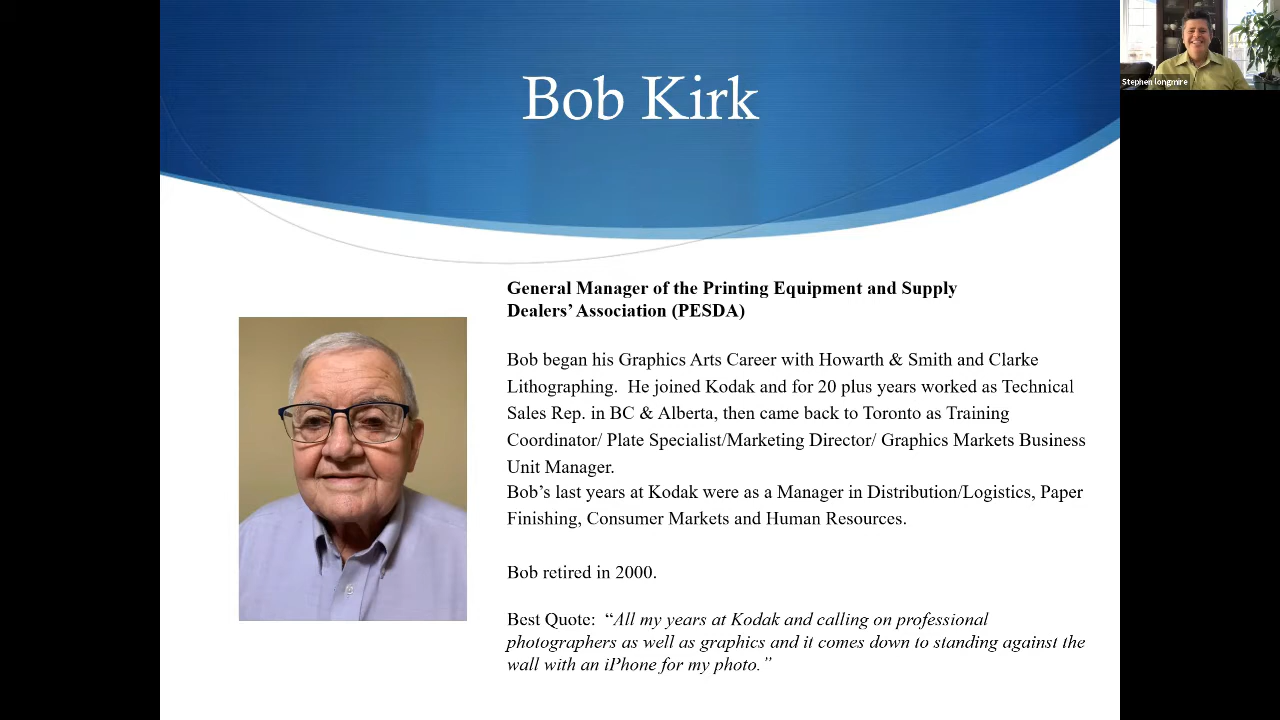 Bob Kirk
Stephen longmire
General Manager of the Printing Equipment and Supply
Dealers’ Association (PESDA)
Bob began his Graphics Arts Career with Howarth & Smith and Clarke
Lithographing.  He joined Kodak and for 20 plus years worked as Technical
Sales Rep. in BC & Alberta, then came back to Toronto as Training
Coordinator/ Plate Specialist/Marketing Director/ Graphics Markets Business
Unit Manager.
Bob’s last years at Kodak were as a Manager in Distribution/Logistics, Paper
Finishing, Consumer Markets and Human Resources.
Bob retired in 2000.
Best Quote:  “All my years at Kodak and calling on professional
photographers as well as graphics and it comes down to standing against the
wall with an iPhone for my photo.”